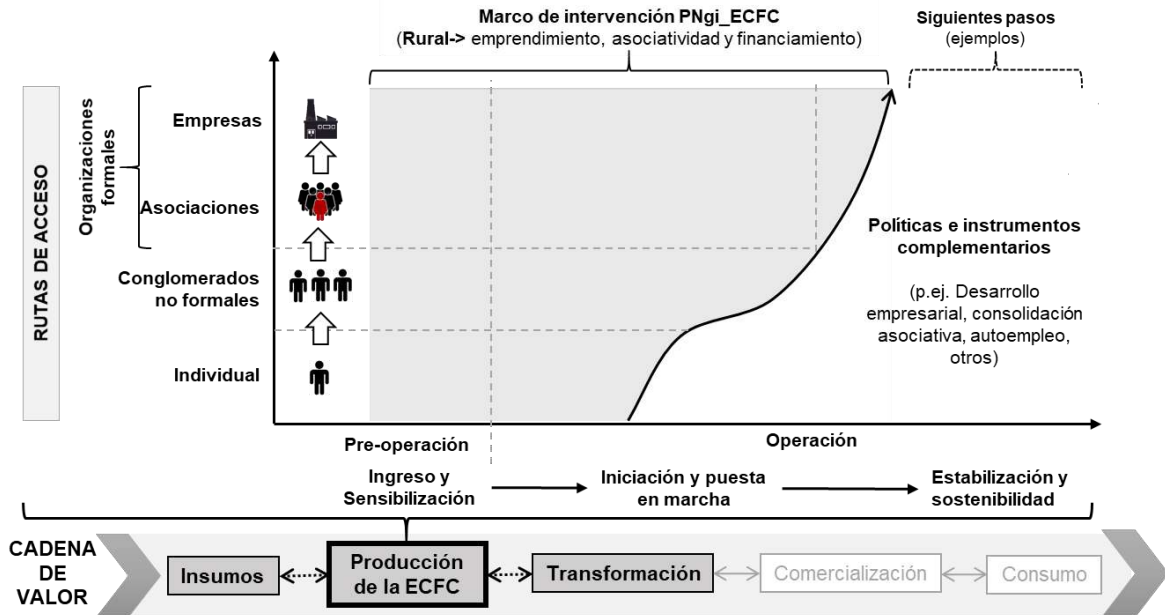 Marco de intervención PNgi_ECFC
(Rural-> emprendimiento, asociatividad y financiamiento)
Siguientes pasos
(ejemplos)
RUTAS DE ACCESO
Organizaciones
formales
Empresas
Asociaciones
Conglomerados
no formales
Individual
Políticas e instrumentos
complementarios
(p.ej. Desarrollo
empresarial, consolidación
asociativa, autoempleo,
otros)
Pre-operación
Operación
Ingreso y
Sensibilización
Iniciación y puesta
en marcha
Estabilización y
sostenibilidad
CADENA
DE
VALOR
Insumos
Producción
de la ECFC
Transformación
Comercialización
Consumo